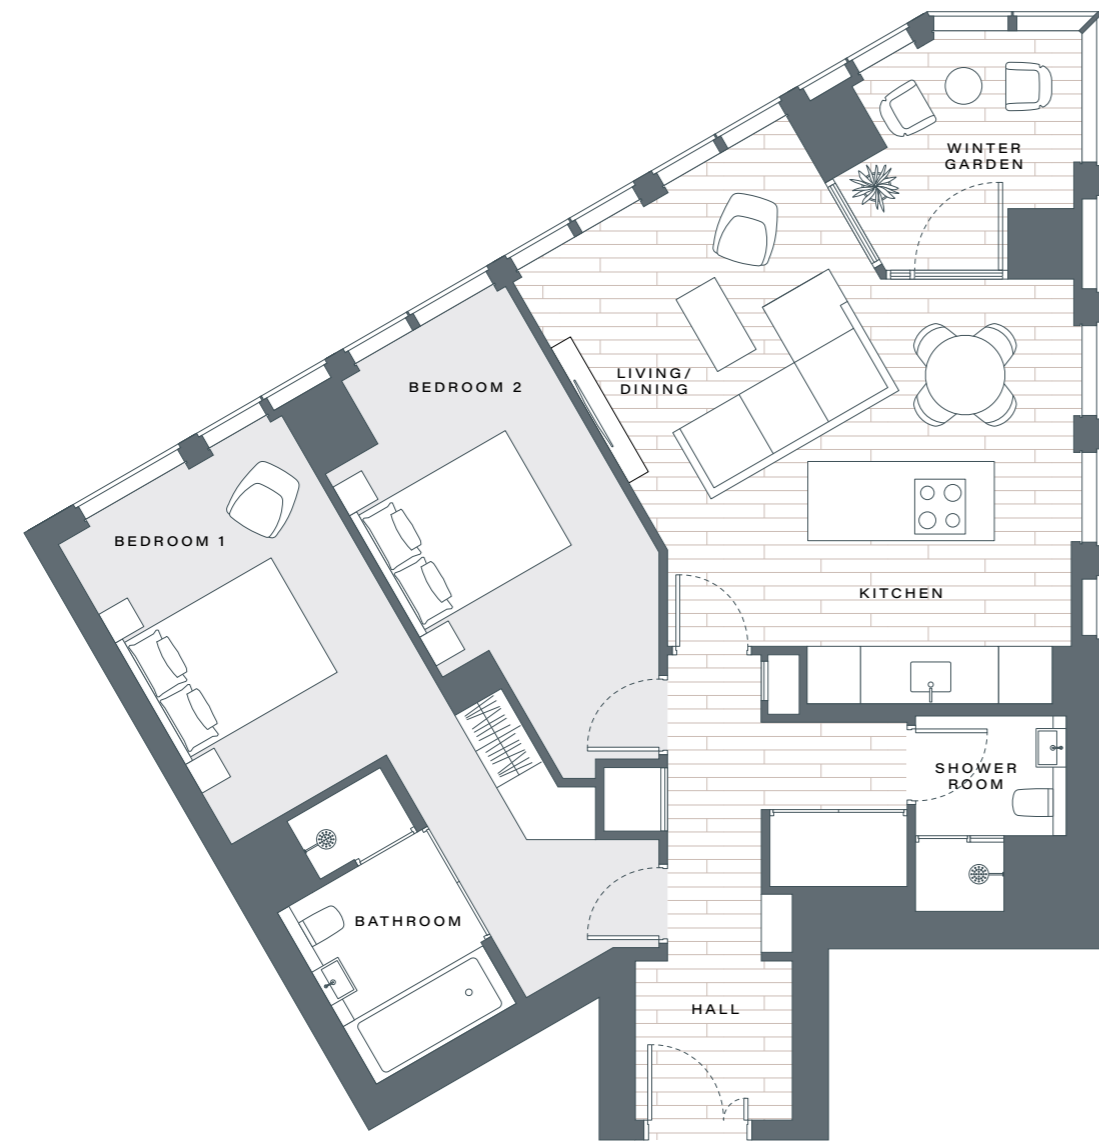 WINTER
GARDEN
BEDROOM 2
LIVING/
DINING
BEDROOM 1
KITCHEN
SHOWER
ROOM
BATHROOM
HALL